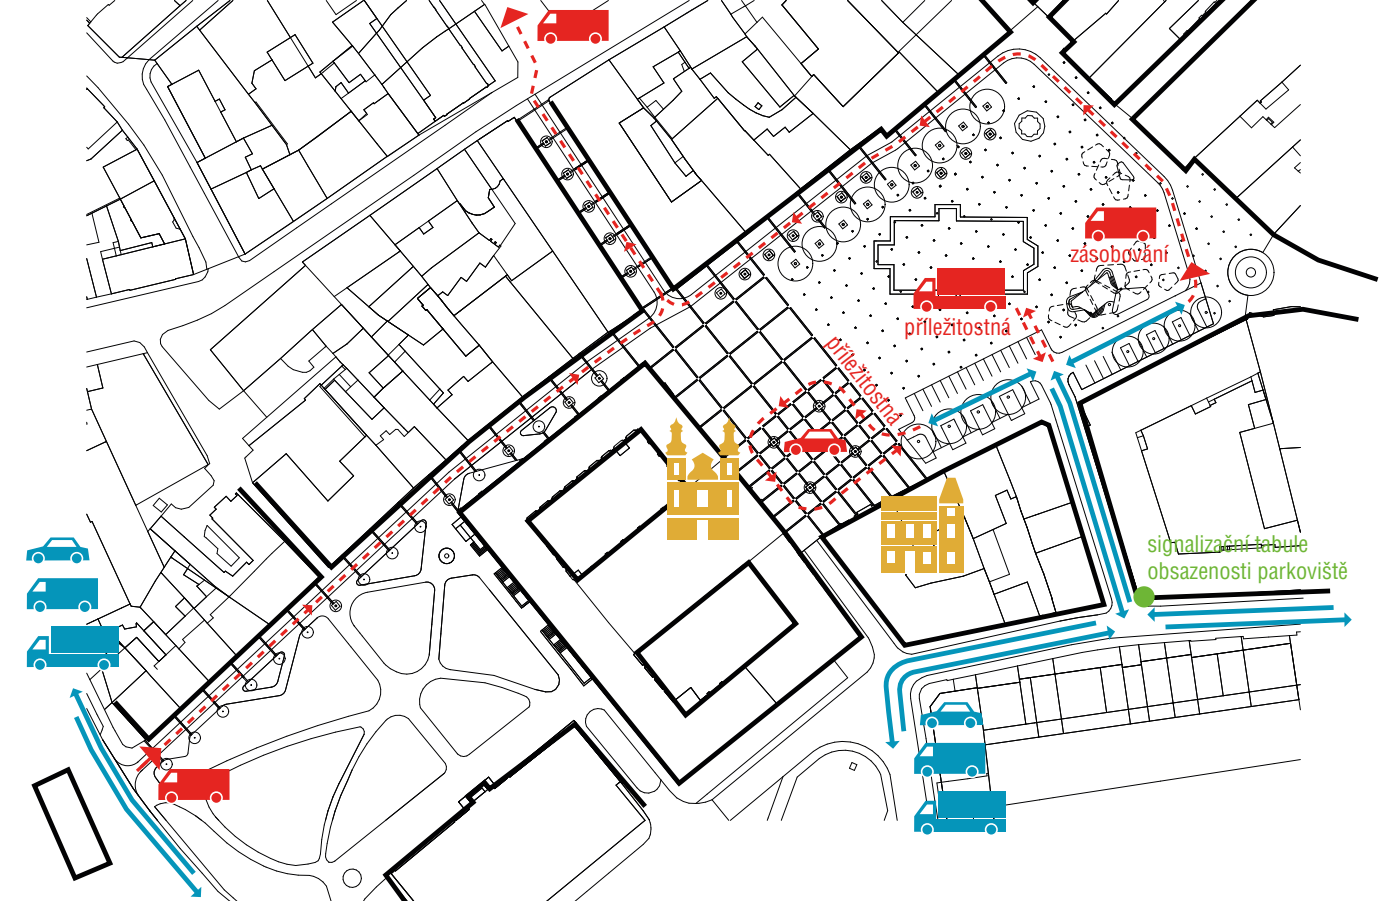 zásobování
příležitostná
příležitostná
signalizační tabule
obsazenosti parkoviště